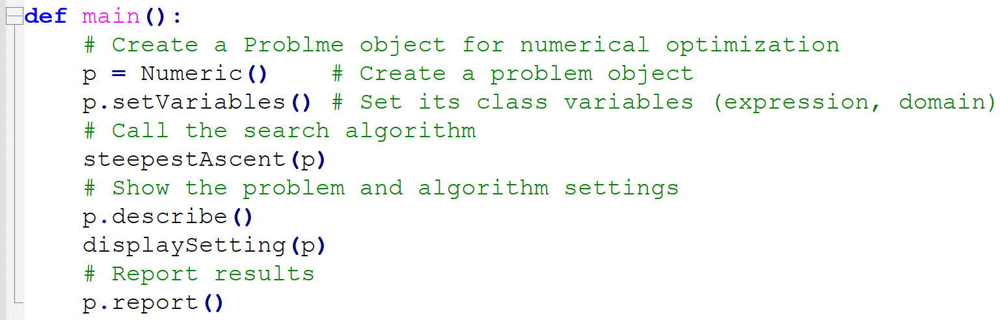 def main():
    # Create a Problme object for numerical optimization
    p = Numeric()    # Create a problem object
    p.setVariables() # Set its class variables (expression, domain)
    # Call the search algorithm
    steepestAscent(p)
    # Show the problem and algorithm settings
    p.describe()
    displaySetting(p)
    # Report results
    p.report()